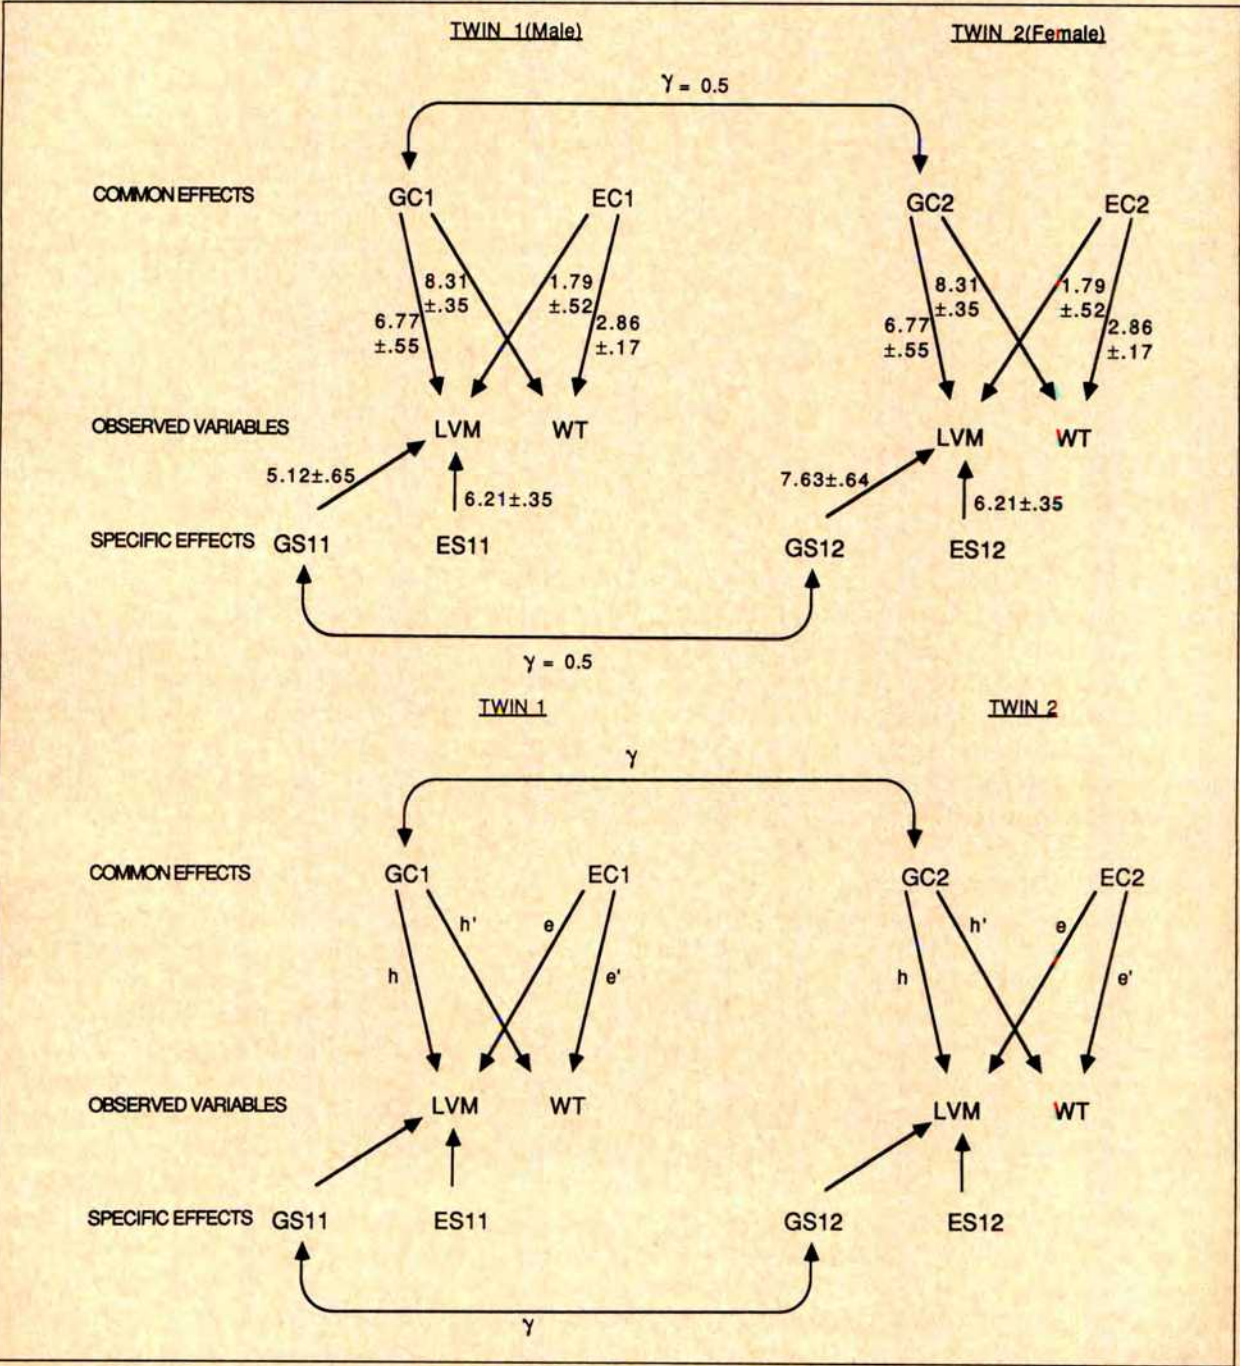 TWIN 1(Male) TWIN 2(Female)
γ = 0.5
COMMON EFFECTS GC1 EC1 GC2 EC2
8.31 ±.35 1.79 ±.52 8.31 ±.35 1.79 ±.52
6.77 ±.55 2.86 ±.17 6.77 ±.55 2.86 ±.17
OBSERVED VARIABLES LVM WT LVM WT
5.12±.65 6.21±.35 7.63±.64 6.21±.35
SPECIFIC EFFECTS GS11 ES11 GS12 ES12
γ = 0.5
TWIN 1 TWIN 2
γ
COMMON EFFECTS GC1 EC1 GC2 EC2
h' e h' e
h e' h e'
OBSERVED VARIABLES LVM WT LVM WT
SPECIFIC EFFECTS GS11 ES11 GS12 ES12
γ